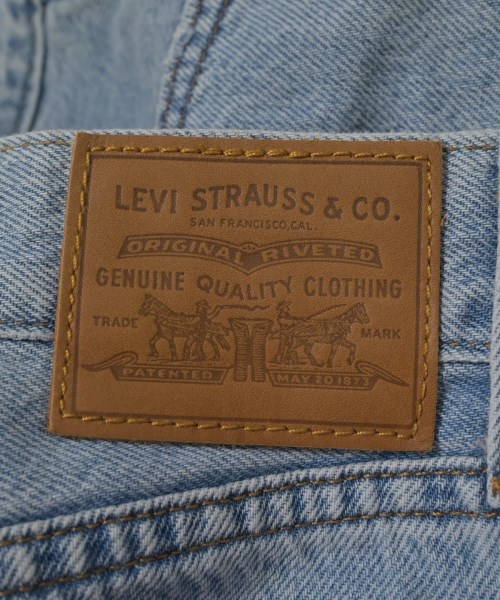 LEVI STRAUSS & CO.
SAN FRANCISCO, CAL.
ORIGINAL RIVETED
GENUINE QUALITY CLOTHING
TRADE MARK
PATENTED MAY 20 1873